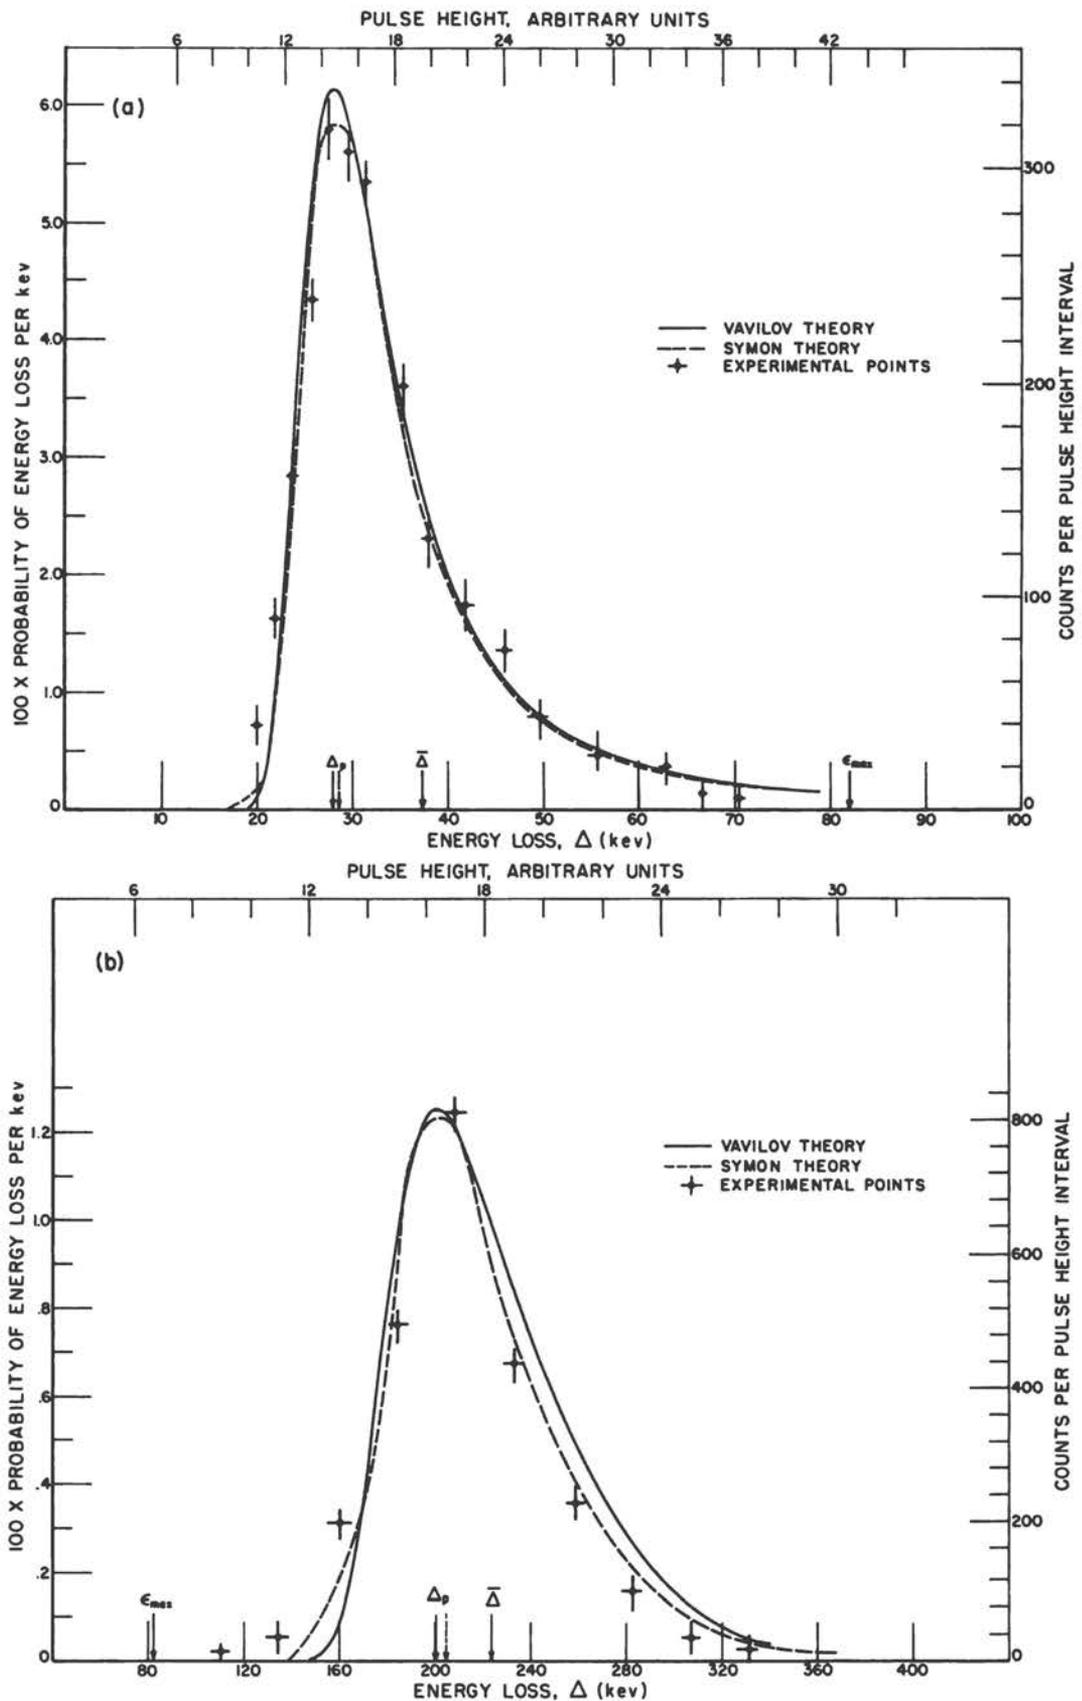 PULSE HEIGHT, ARBITRARY UNITS
6 12 18 24 30 36 42
(a)
6.0
5.0
4.0
3.0
2.0
1.0
0
100 X PROBABILITY OF ENERGY LOSS PER kev
300
200
100
0
COUNTS PER PULSE HEIGHT INTERVAL
VAVILOV THEORY
SYMON THEORY
EXPERIMENTAL POINTS
Δp Δ̄ ϵmax
10 20 30 40 50 60 70 80 90 100
ENERGY LOSS, Δ (kev)
PULSE HEIGHT, ARBITRARY UNITS
6 12 18 24 30
(b)
1.2
1.0
.8
.6
.4
.2
0
100 X PROBABILITY OF ENERGY LOSS PER kev
800
600
400
200
0
COUNTS PER PULSE HEIGHT INTERVAL
VAVILOV THEORY
SYMON THEORY
EXPERIMENTAL POINTS
ϵmax Δp Δ̄
80 120 160 200 240 280 320 360 400
ENERGY LOSS, Δ (kev)